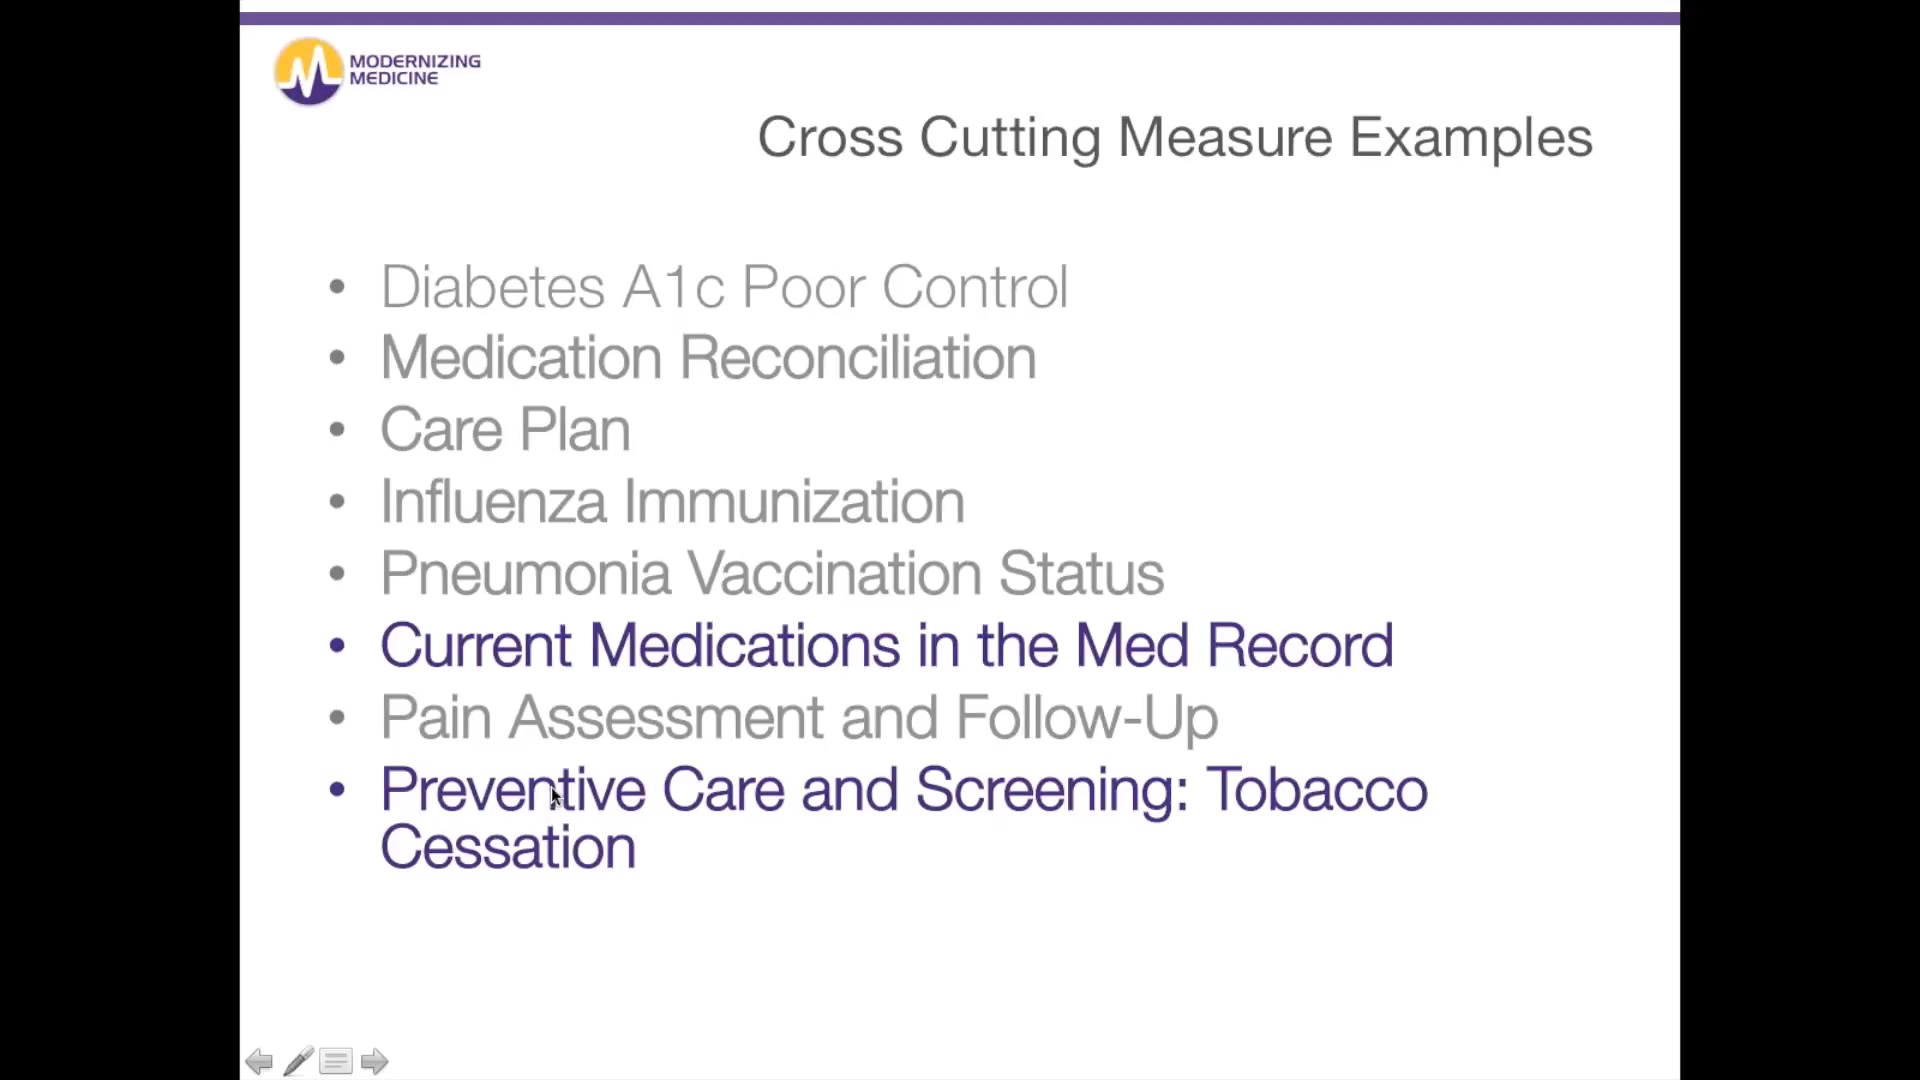 MODERNIZING
MEDICINE
Cross Cutting Measure Examples
• Diabetes A1c Poor Control
• Medication Reconciliation
• Care Plan
• Influenza Immunization
• Pneumonia Vaccination Status
• Current Medications in the Med Record
• Pain Assessment and Follow-Up
• Preventive Care and Screening: Tobacco
Cessation